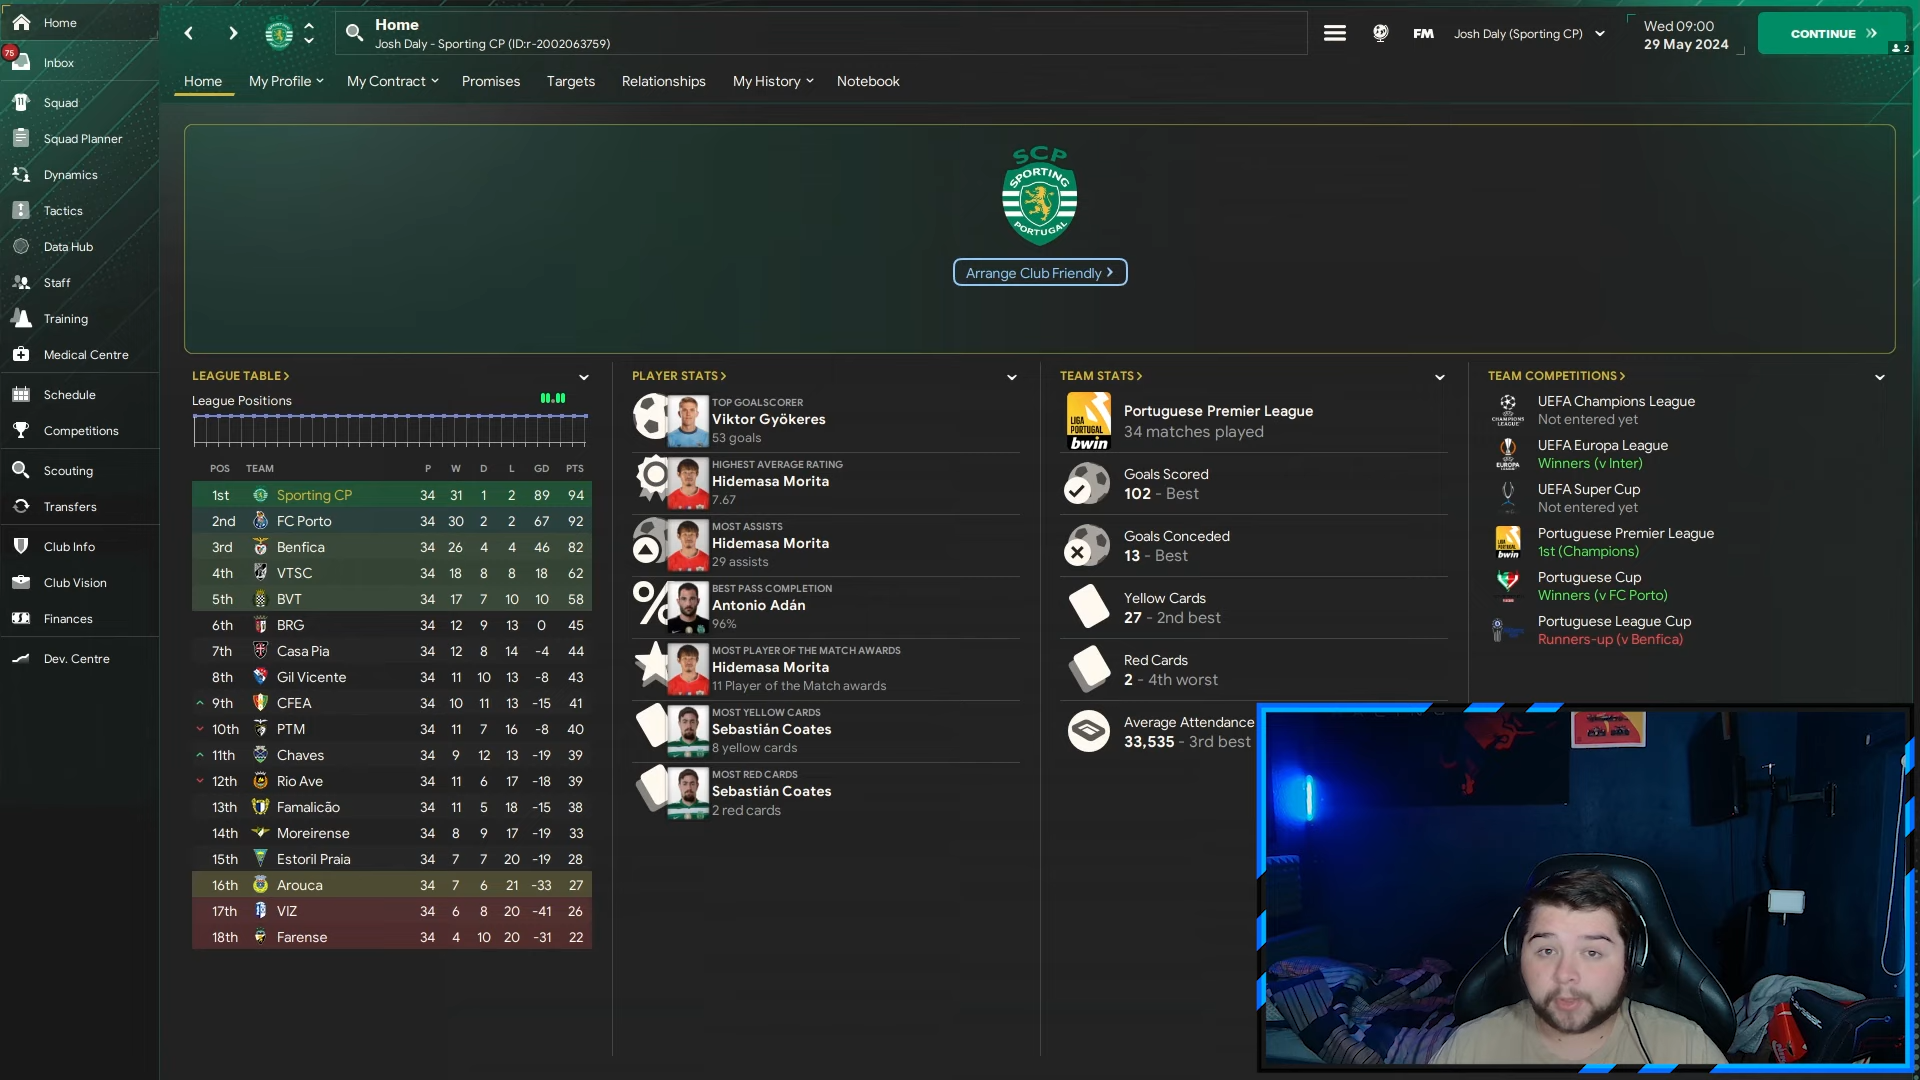 Home
Josh Daly - Sporting CP (ID:r-2002063759)
FM
Josh Daly (Sporting CP)
Wed 09:00
29 May 2024
CONTINUE
2
Home
75
Inbox
Squad
Squad Planner
Dynamics
Tactics
Data Hub
Staff
Training
Medical Centre
Schedule
Competitions
Scouting
Transfers
Club Info
Club Vision
Finances
Dev. Centre
Home My Profile My Contract Promises Targets Relationships My History Notebook
SCP
SPORTING
PORTUGAL
Arrange Club Friendly
LEAGUE TABLE
League Positions
POS TEAM P W D L GD PTS
1st Sporting CP 34 31 1 2 89 94
2nd FC Porto 34 30 2 2 67 92
3rd Benfica 34 26 4 4 46 82
4th VTSC 34 18 8 8 18 62
5th BVT 34 17 7 10 10 58
6th BRG 34 12 9 13 0 45
7th Casa Pia 34 12 8 14 -4 44
8th Gil Vicente 34 11 10 13 -8 43
9th CFEA 34 10 11 13 -15 41
10th PTM 34 11 7 16 -8 40
11th Chaves 34 9 12 13 -19 39
12th Rio Ave 34 11 6 17 -18 39
13th Famalicão 34 11 5 18 -15 38
14th Moreirense 34 8 9 17 -19 33
15th Estoril Praia 34 7 7 20 -19 28
16th Arouca 34 7 6 21 -33 27
17th VIZ 34 6 8 20 -41 26
18th Farense 34 4 10 20 -31 22
PLAYER STATS
TOP GOALSCORER
Viktor Gyökeres
53 goals
HIGHEST AVERAGE RATING
Hidemasa Morita
7.67
MOST ASSISTS
Hidemasa Morita
29 assists
BEST PASS COMPLETION
Antonio Adán
96%
MOST PLAYER OF THE MATCH AWARDS
Hidemasa Morita
11 Player of the Match awards
MOST YELLOW CARDS
Sebastián Coates
8 yellow cards
MOST RED CARDS
Sebastián Coates
2 red cards
TEAM STATS
LIGA
PORTUGAL
bwin
Portuguese Premier League
34 matches played
Goals Scored
102 - Best
Goals Conceded
13 - Best
Yellow Cards
27 - 2nd best
Red Cards
2 - 4th worst
Average Attendance
33,535 - 3rd best
TEAM COMPETITIONS
UEFA Champions League
Not entered yet
UEFA Europa League
Winners (v Inter)
UEFA Super Cup
Not entered yet
Portuguese Premier League
1st (Champions)
Portuguese Cup
Winners (v FC Porto)
Portuguese League Cup
Runners-up (v Benfica)